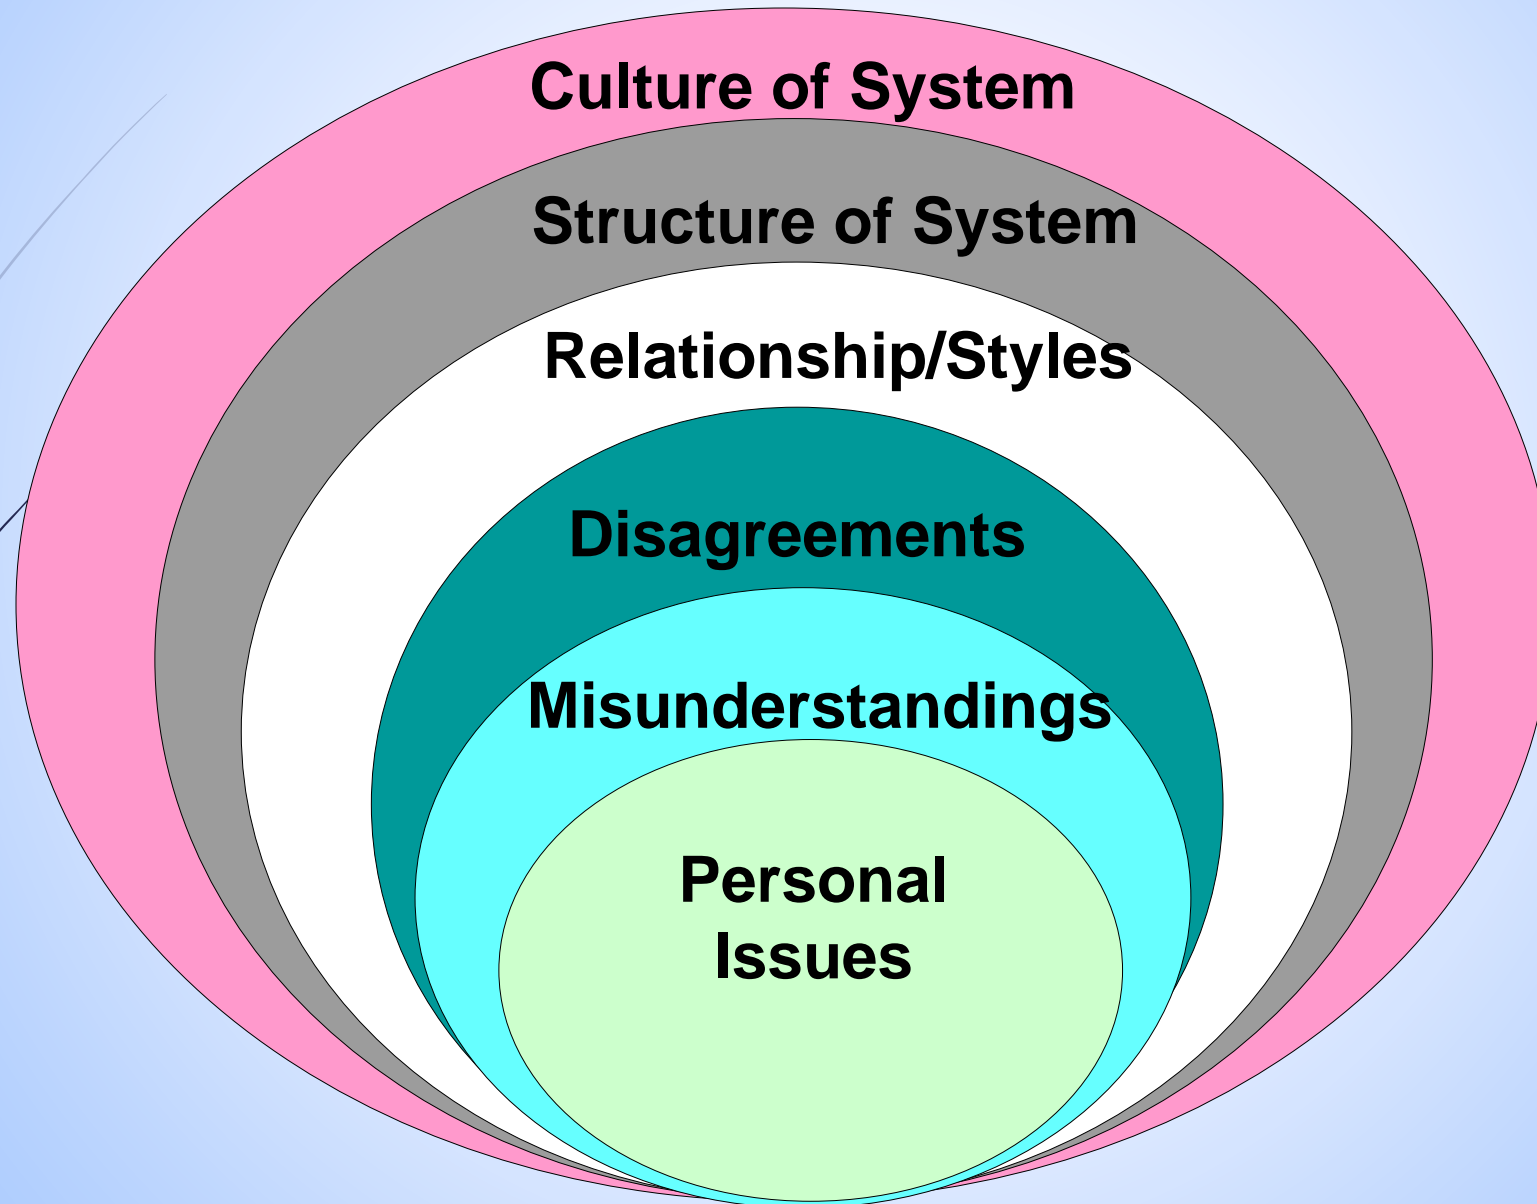 Culture of System
Structure of System
Relationship/Styles
Disagreements
Misunderstandings
Personal
Issues